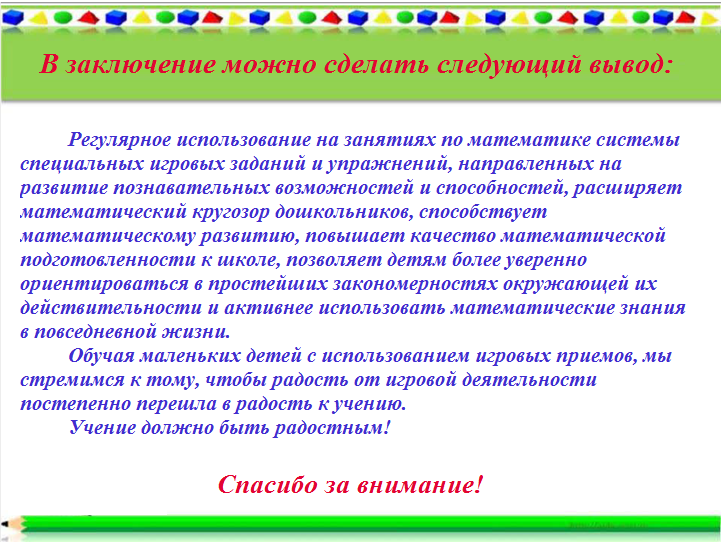 В заключение можно сделать следующий вывод:
Регулярное использование на занятиях по математике системы
специальных игровых заданий и упражнений, направленных на
развитие познавательных возможностей и способностей, расширяет
математический кругозор дошкольников, способствует
математическому развитию, повышает качество математической
подготовленности к школе, позволяет детям более уверенно
ориентироваться в простейших закономерностях окружающей их
действительности и активнее использовать математические знания
в повседневной жизни.
Обучая маленьких детей с использованием игровых приемов, мы
стремимся к тому, чтобы радость от игровой деятельности
постепенно перешла в радость к учению.
Учение должно быть радостным!
Спасибо за внимание!